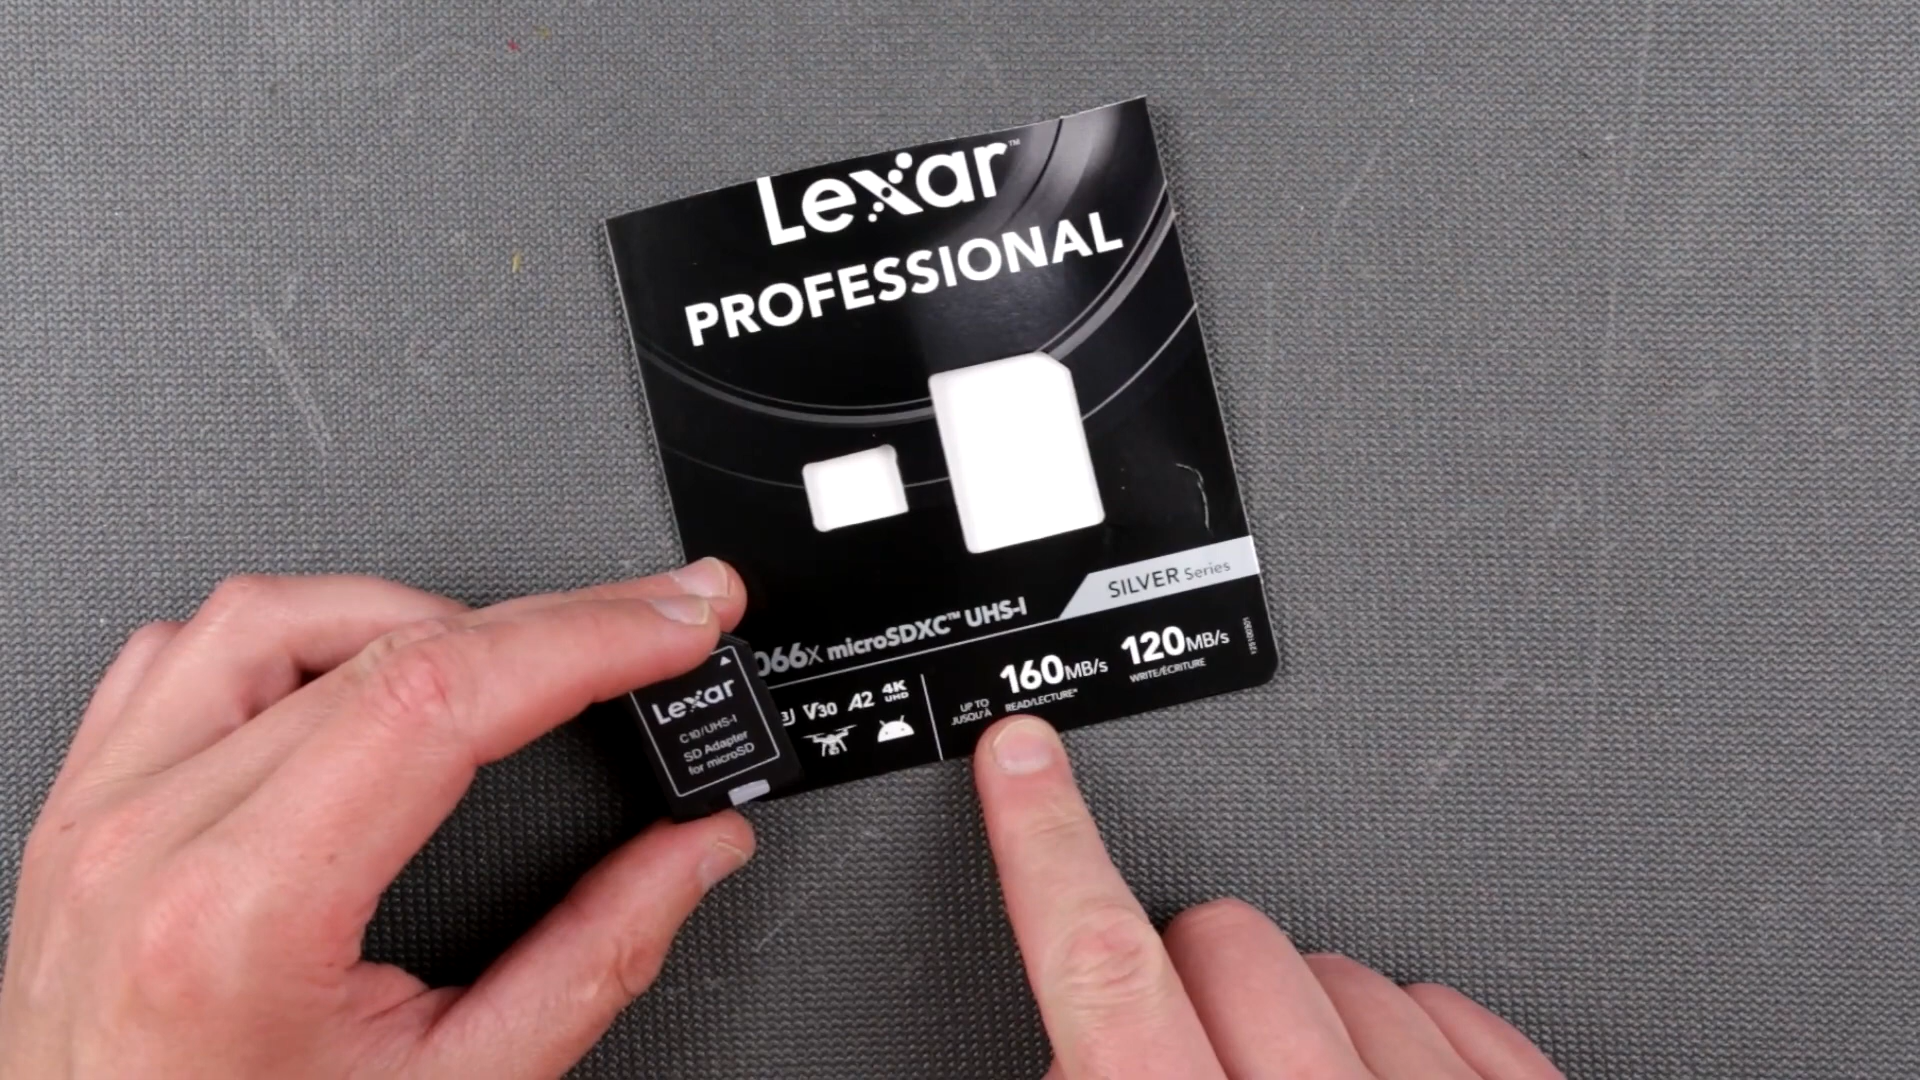 Lexar™
PROFESSIONAL
SILVER Series
066x microSDXC™ UHS-I
V30 A2 4K
UHD
UP TO
JUSQU'À
160MB/s
READ/LECTURE*
120MB/s
WRITE/ÉCRITURE
Lexar
C10/UHS-I
SD Adapter
for microSD